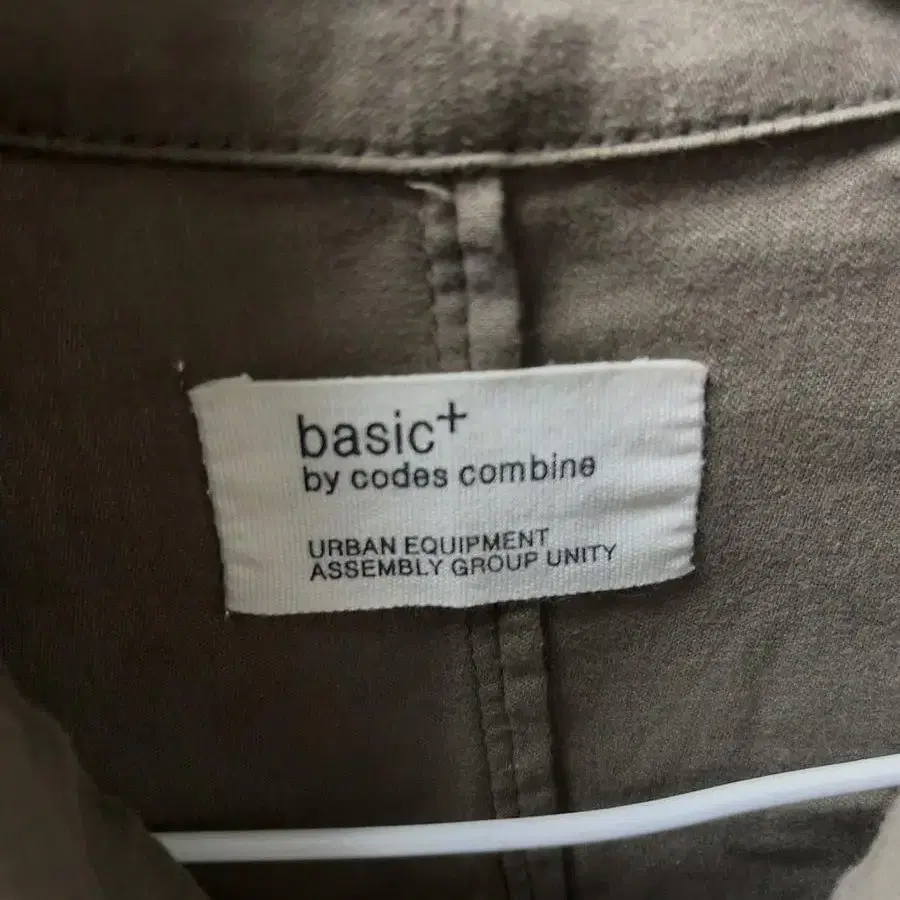 basic+
by codes combine
URBAN EQUIPMENT
ASSEMBLY GROUP UNITY